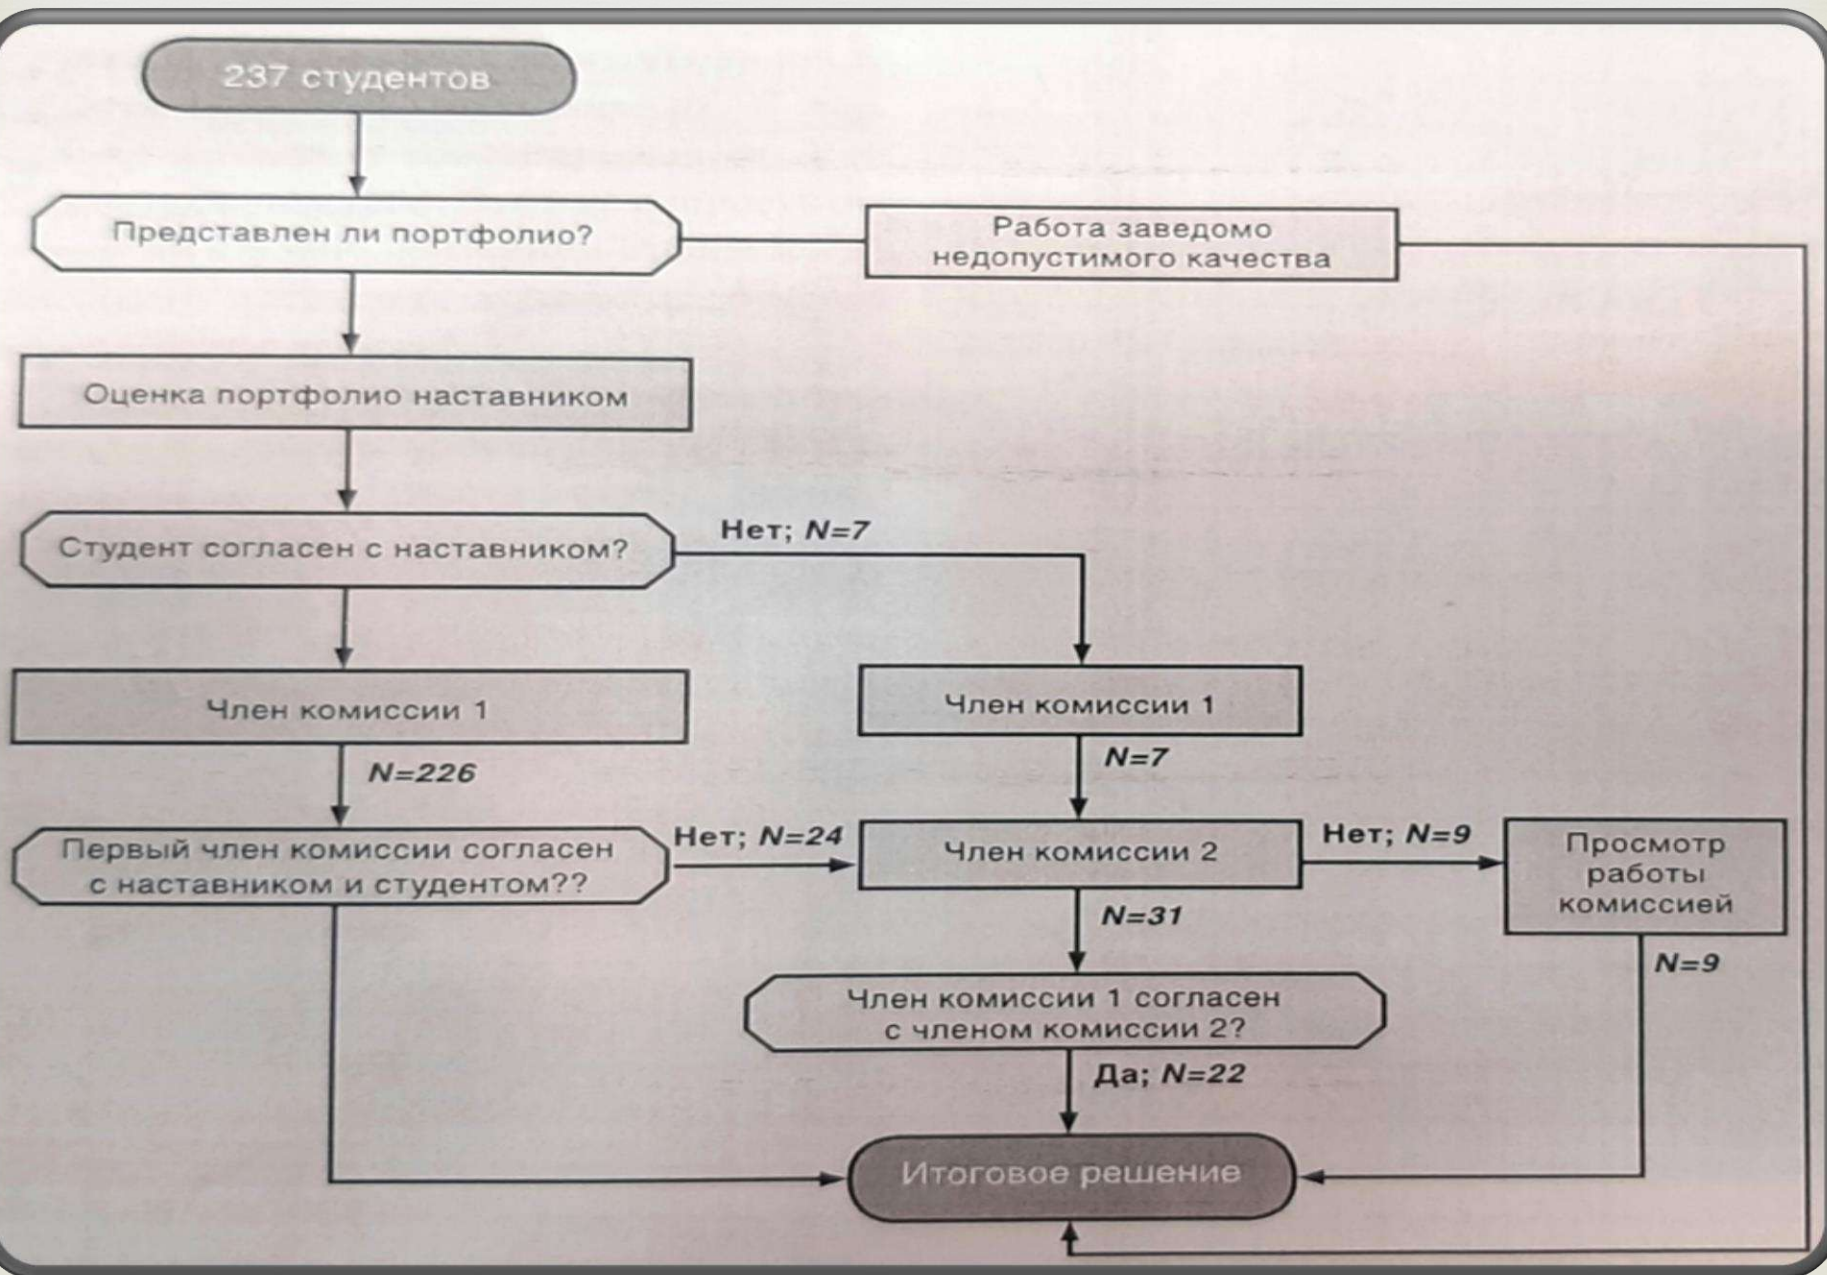 237 студентов
Представлен ли портфолио?
Работа заведомо
недопустимого качества
Оценка портфолио наставником
Студент согласен с наставником?
Нет; N=7
Член комиссии 1
Член комиссии 1
N=226
N=7
Первый член комиссии согласен
с наставником и студентом??
Нет; N=24
Член комиссии 2
Нет; N=9
Просмотр
работы
комиссией
N=31
N=9
Член комиссии 1 согласен
с членом комиссии 2?
Да; N=22
Итоговое решение